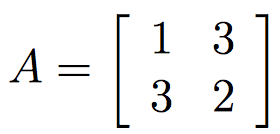 A = [ 1 3
3 2 ]